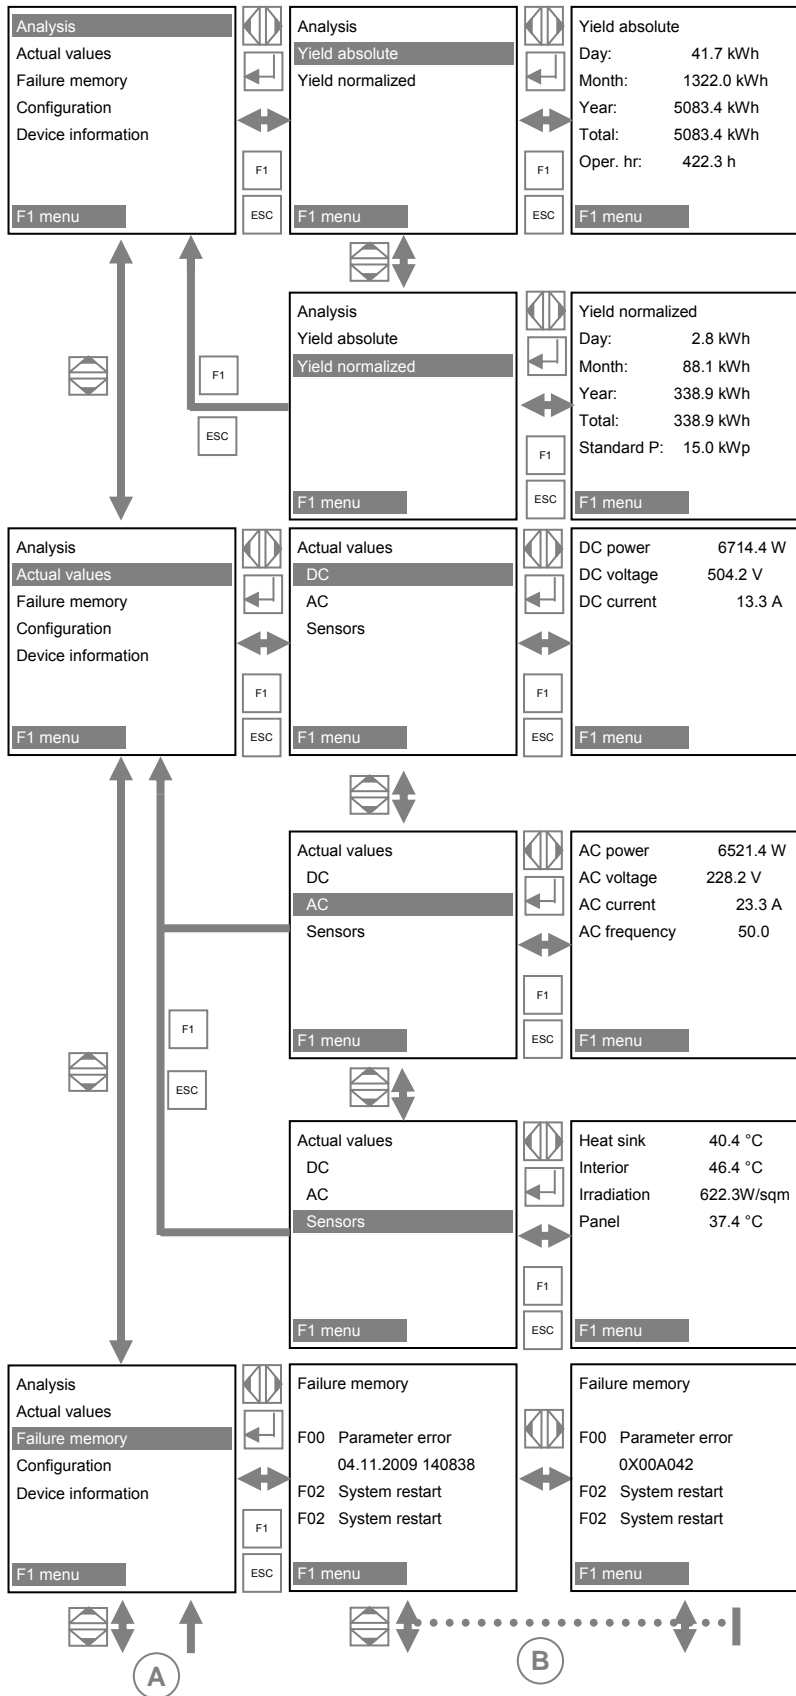 Analysis
Actual values
Failure memory
Configuration
Device information
F1 menu
F1
ESC
Analysis
Yield absolute
Yield normalized
F1 menu
F1
ESC
Yield absolute
Day: 41.7 kWh
Month: 1322.0 kWh
Year: 5083.4 kWh
Total: 5083.4 kWh
Oper. hr: 422.3 h
F1 menu
F1
ESC
Analysis
Yield absolute
Yield normalized
F1 menu
F1
ESC
Yield normalized
Day: 2.8 kWh
Month: 88.1 kWh
Year: 338.9 kWh
Total: 338.9 kWh
Standard P: 15.0 kWp
F1 menu
Analysis
Actual values
Failure memory
Configuration
Device information
F1 menu
F1
ESC
Actual values
DC
AC
Sensors
F1 menu
F1
ESC
DC power 6714.4 W
DC voltage 504.2 V
DC current 13.3 A
F1 menu
F1
ESC
Actual values
DC
AC
Sensors
F1 menu
F1
ESC
AC power 6521.4 W
AC voltage 228.2 V
AC current 23.3 A
AC frequency 50.0
F1 menu
Actual values
DC
AC
Sensors
F1 menu
F1
ESC
Heat sink 40.4 °C
Interior 46.4 °C
Irradiation 622.3W/sqm
Panel 37.4 °C
F1 menu
Analysis
Actual values
Failure memory
Configuration
Device information
F1 menu
F1
ESC
Failure memory
F00 Parameter error
04.11.2009 140838
F02 System restart
F02 System restart
F1 menu
Failure memory
F00 Parameter error
0X00A042
F02 System restart
F02 System restart
F1 menu
A
B